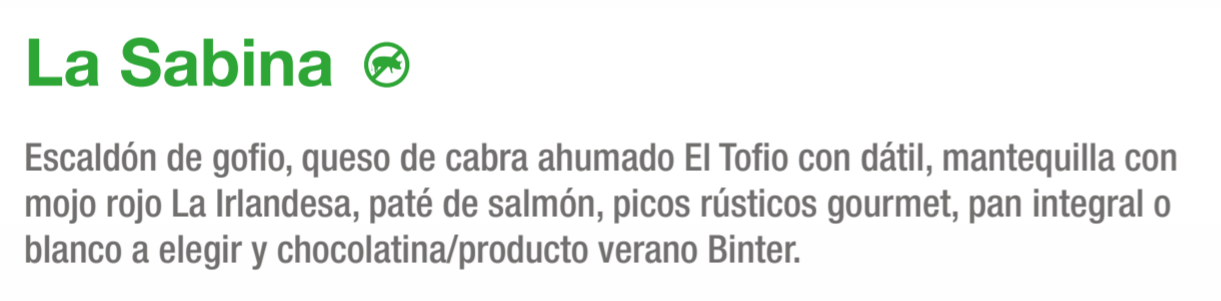 La Sabina
Escaldón de gofio, queso de cabra ahumado El Tofio con dátil, mantequilla con
mojo rojo La Irlandesa, paté de salmón, picos rústicos gourmet, pan integral o
blanco a elegir y chocolatina/producto verano Binter.